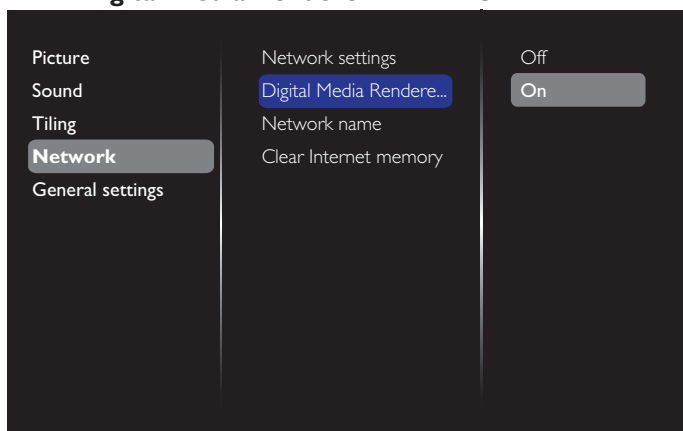 Picture
Sound
Tiling
Network
General settings
Network settings
Digital Media Rendere...
Network name
Clear Internet memory
Off
On